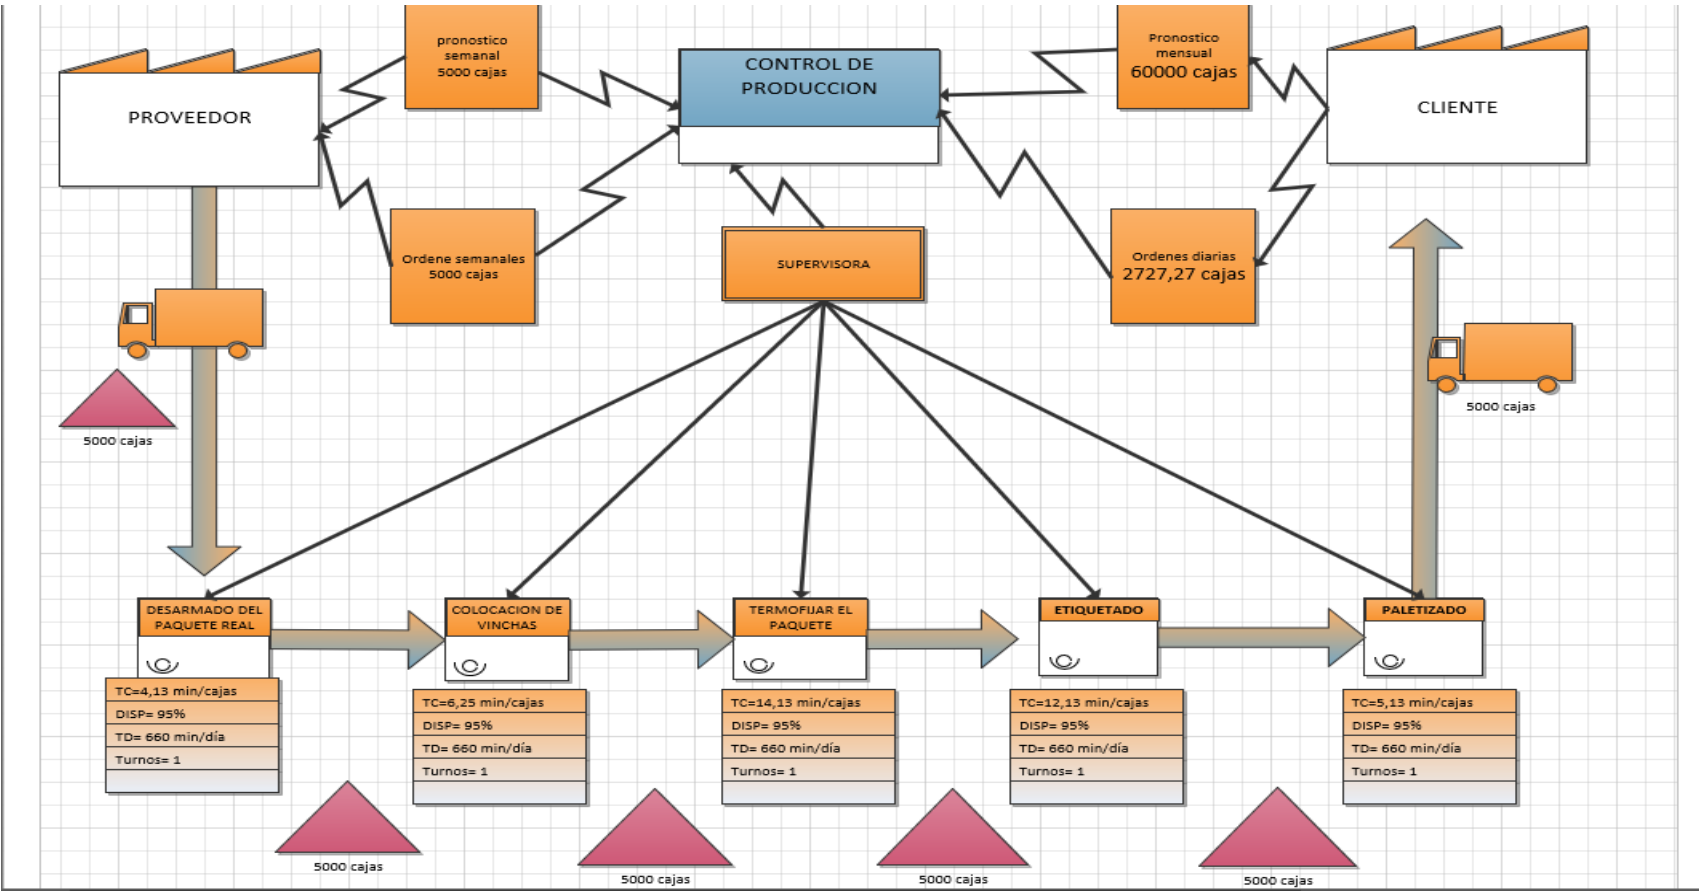 pronostico
semanal
5000 cajas
Pronostico
mensual
60000 cajas
CONTROL DE
PRODUCCION
PROVEEDOR
CLIENTE
Ordene semanales
5000 cajas
SUPERVISORA
Ordenes diarias
2727,27 cajas
5000 cajas
5000 cajas
DESARMADO DEL
PAQUETE REAL
TC=4,13 min/cajas
DISP= 95%
TD= 660 min/día
Turnos= 1
COLOCACION DE
VINCHAS
TC=6,25 min/cajas
DISP= 95%
TD= 660 min/día
Turnos= 1
TERMOFIJAR EL
PAQUETE
TC=14,13 min/cajas
DISP= 95%
TD= 660 min/día
Turnos= 1
ETIQUETADO
TC=12,13 min/cajas
DISP= 95%
TD= 660 min/día
Turnos= 1
PALETIZADO
TC=5,13 min/cajas
DISP= 95%
TD= 660 min/día
Turnos= 1
5000 cajas
5000 cajas
5000 cajas
5000 cajas